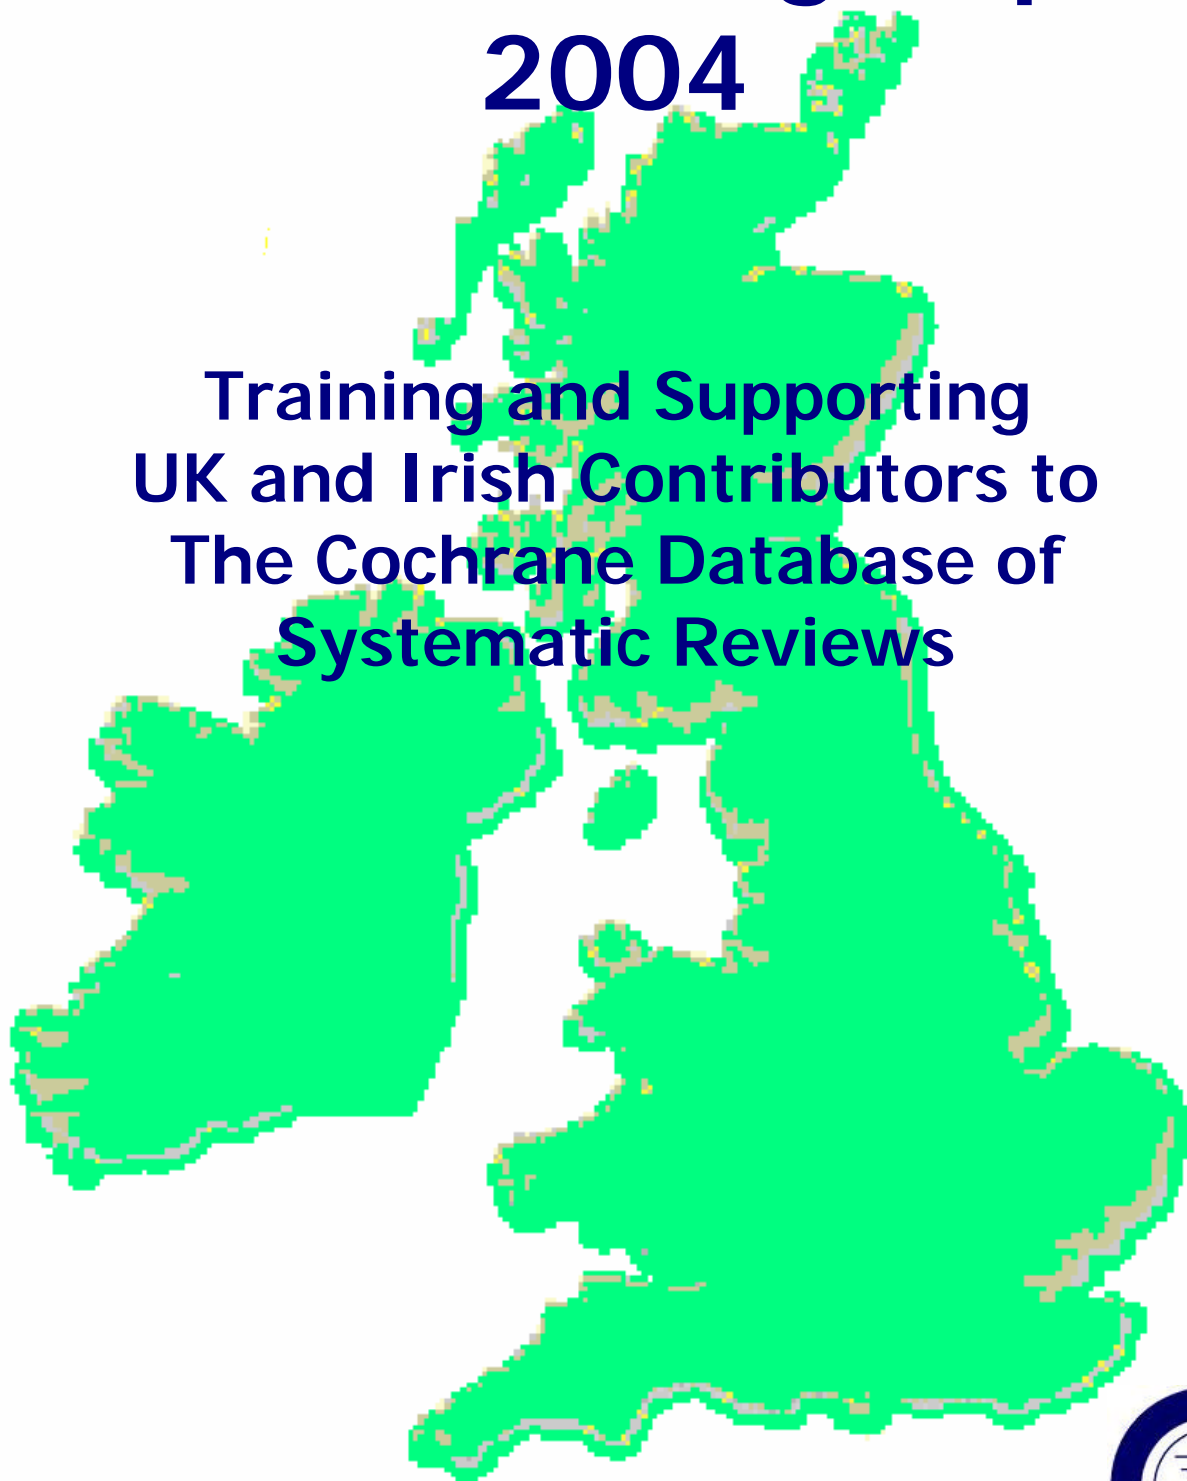 2004
Training and Supporting
UK and Irish Contributors to
The Cochrane Database of
Systematic Reviews